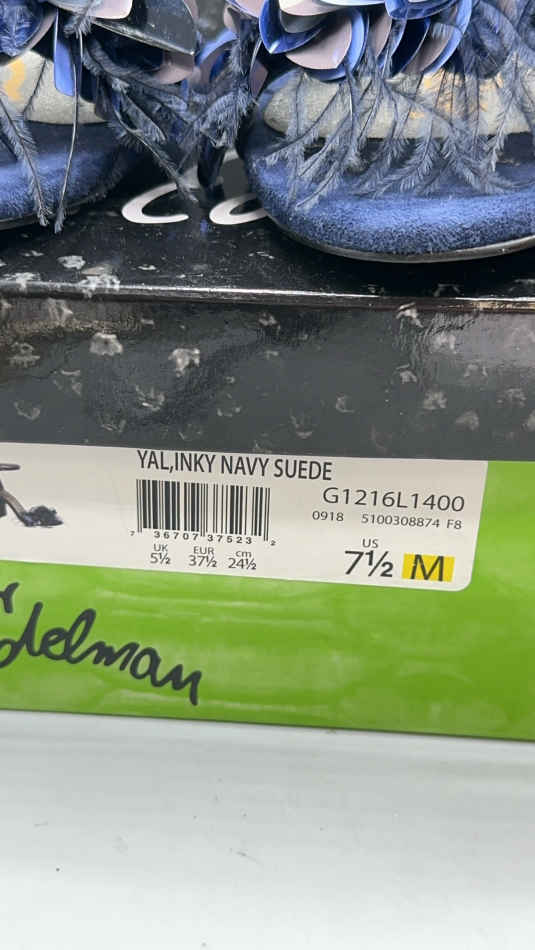 YAL,INKY NAVY SUEDE
G1216L1400
0918 5100308874 F8
7 36707 37523 2
UK EUR cm
5½ 37½ 24½
US
7½ M
Edelman